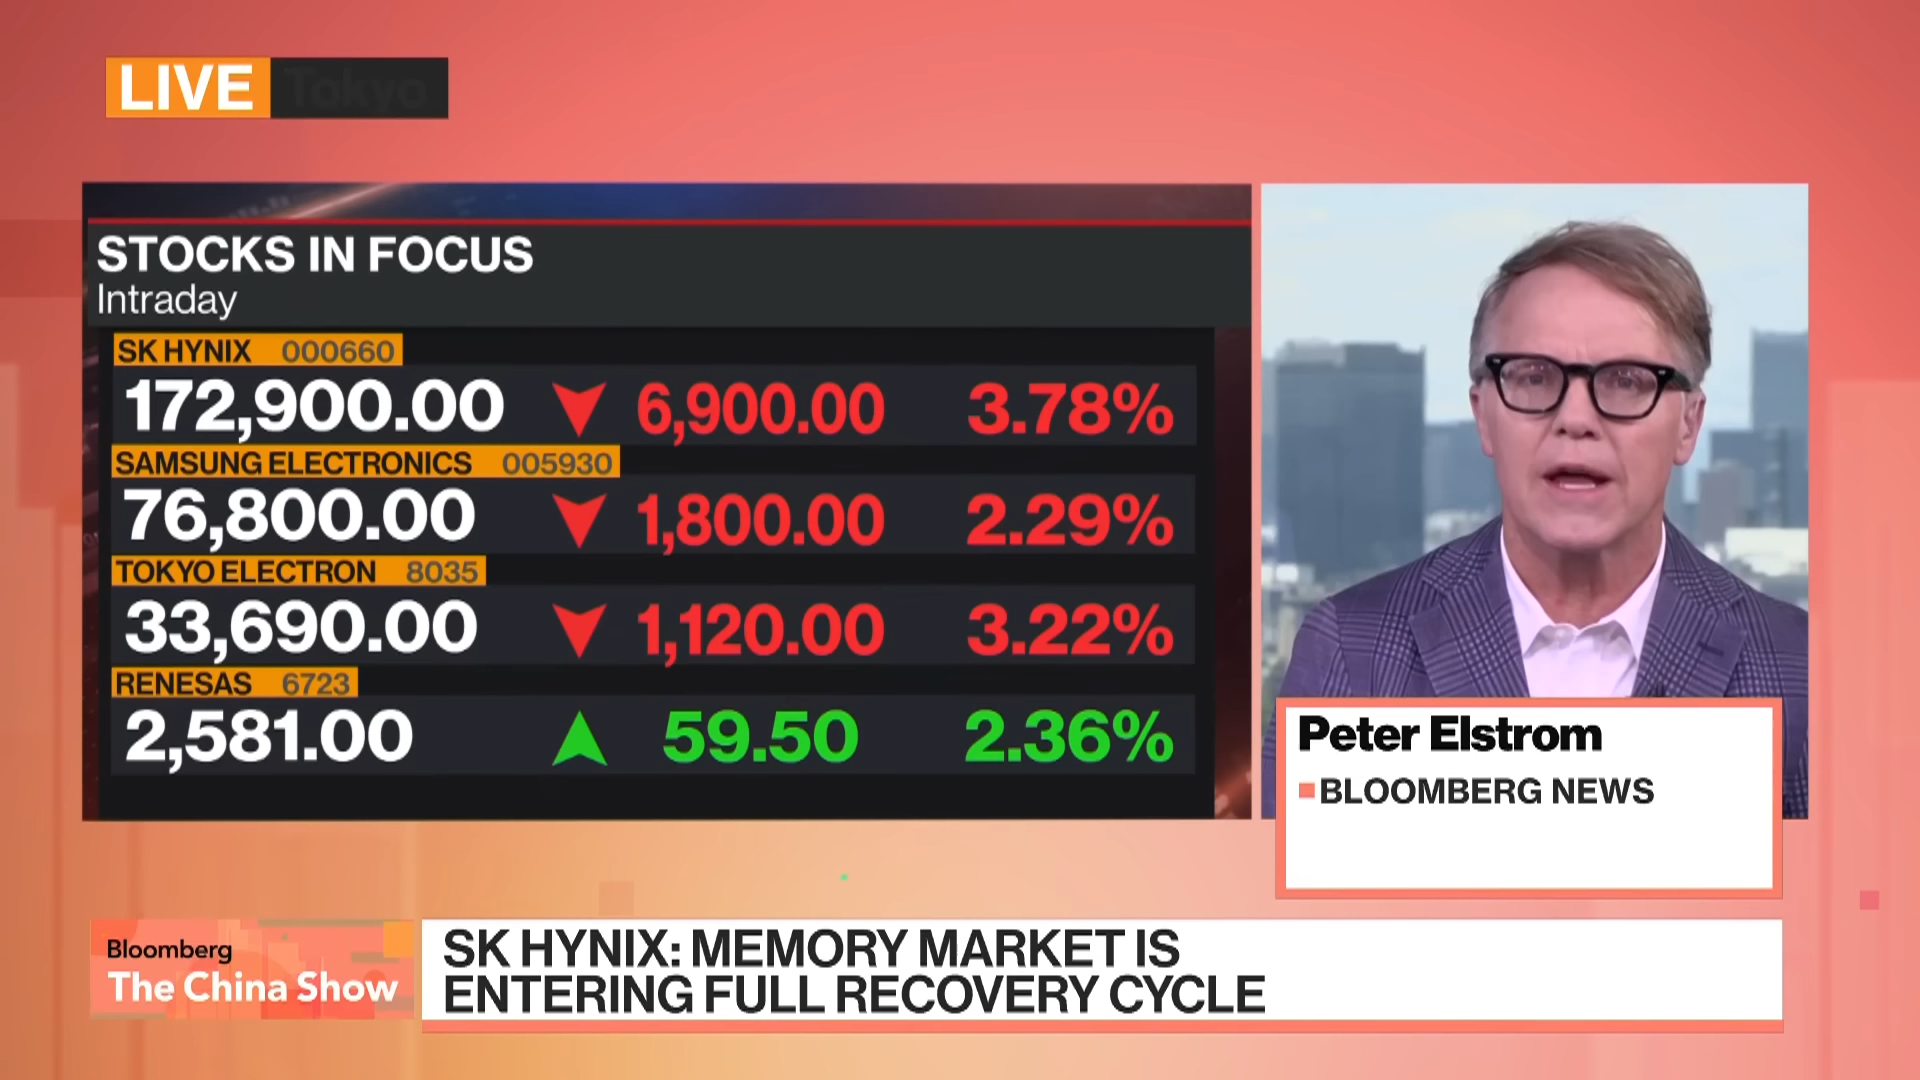 LIVE Tokyo
STOCKS IN FOCUS
Intraday
SK HYNIX 000660
172,900.00 ▼ 6,900.00 3.78%
SAMSUNG ELECTRONICS 005930
76,800.00 ▼ 1,800.00 2.29%
TOKYO ELECTRON 8035
33,690.00 ▼ 1,120.00 3.22%
RENESAS 6723
2,581.00 ▲ 59.50 2.36%
Peter Elstrom
BLOOMBERG NEWS
Bloomberg
The China Show
SK HYNIX: MEMORY MARKET IS
ENTERING FULL RECOVERY CYCLE